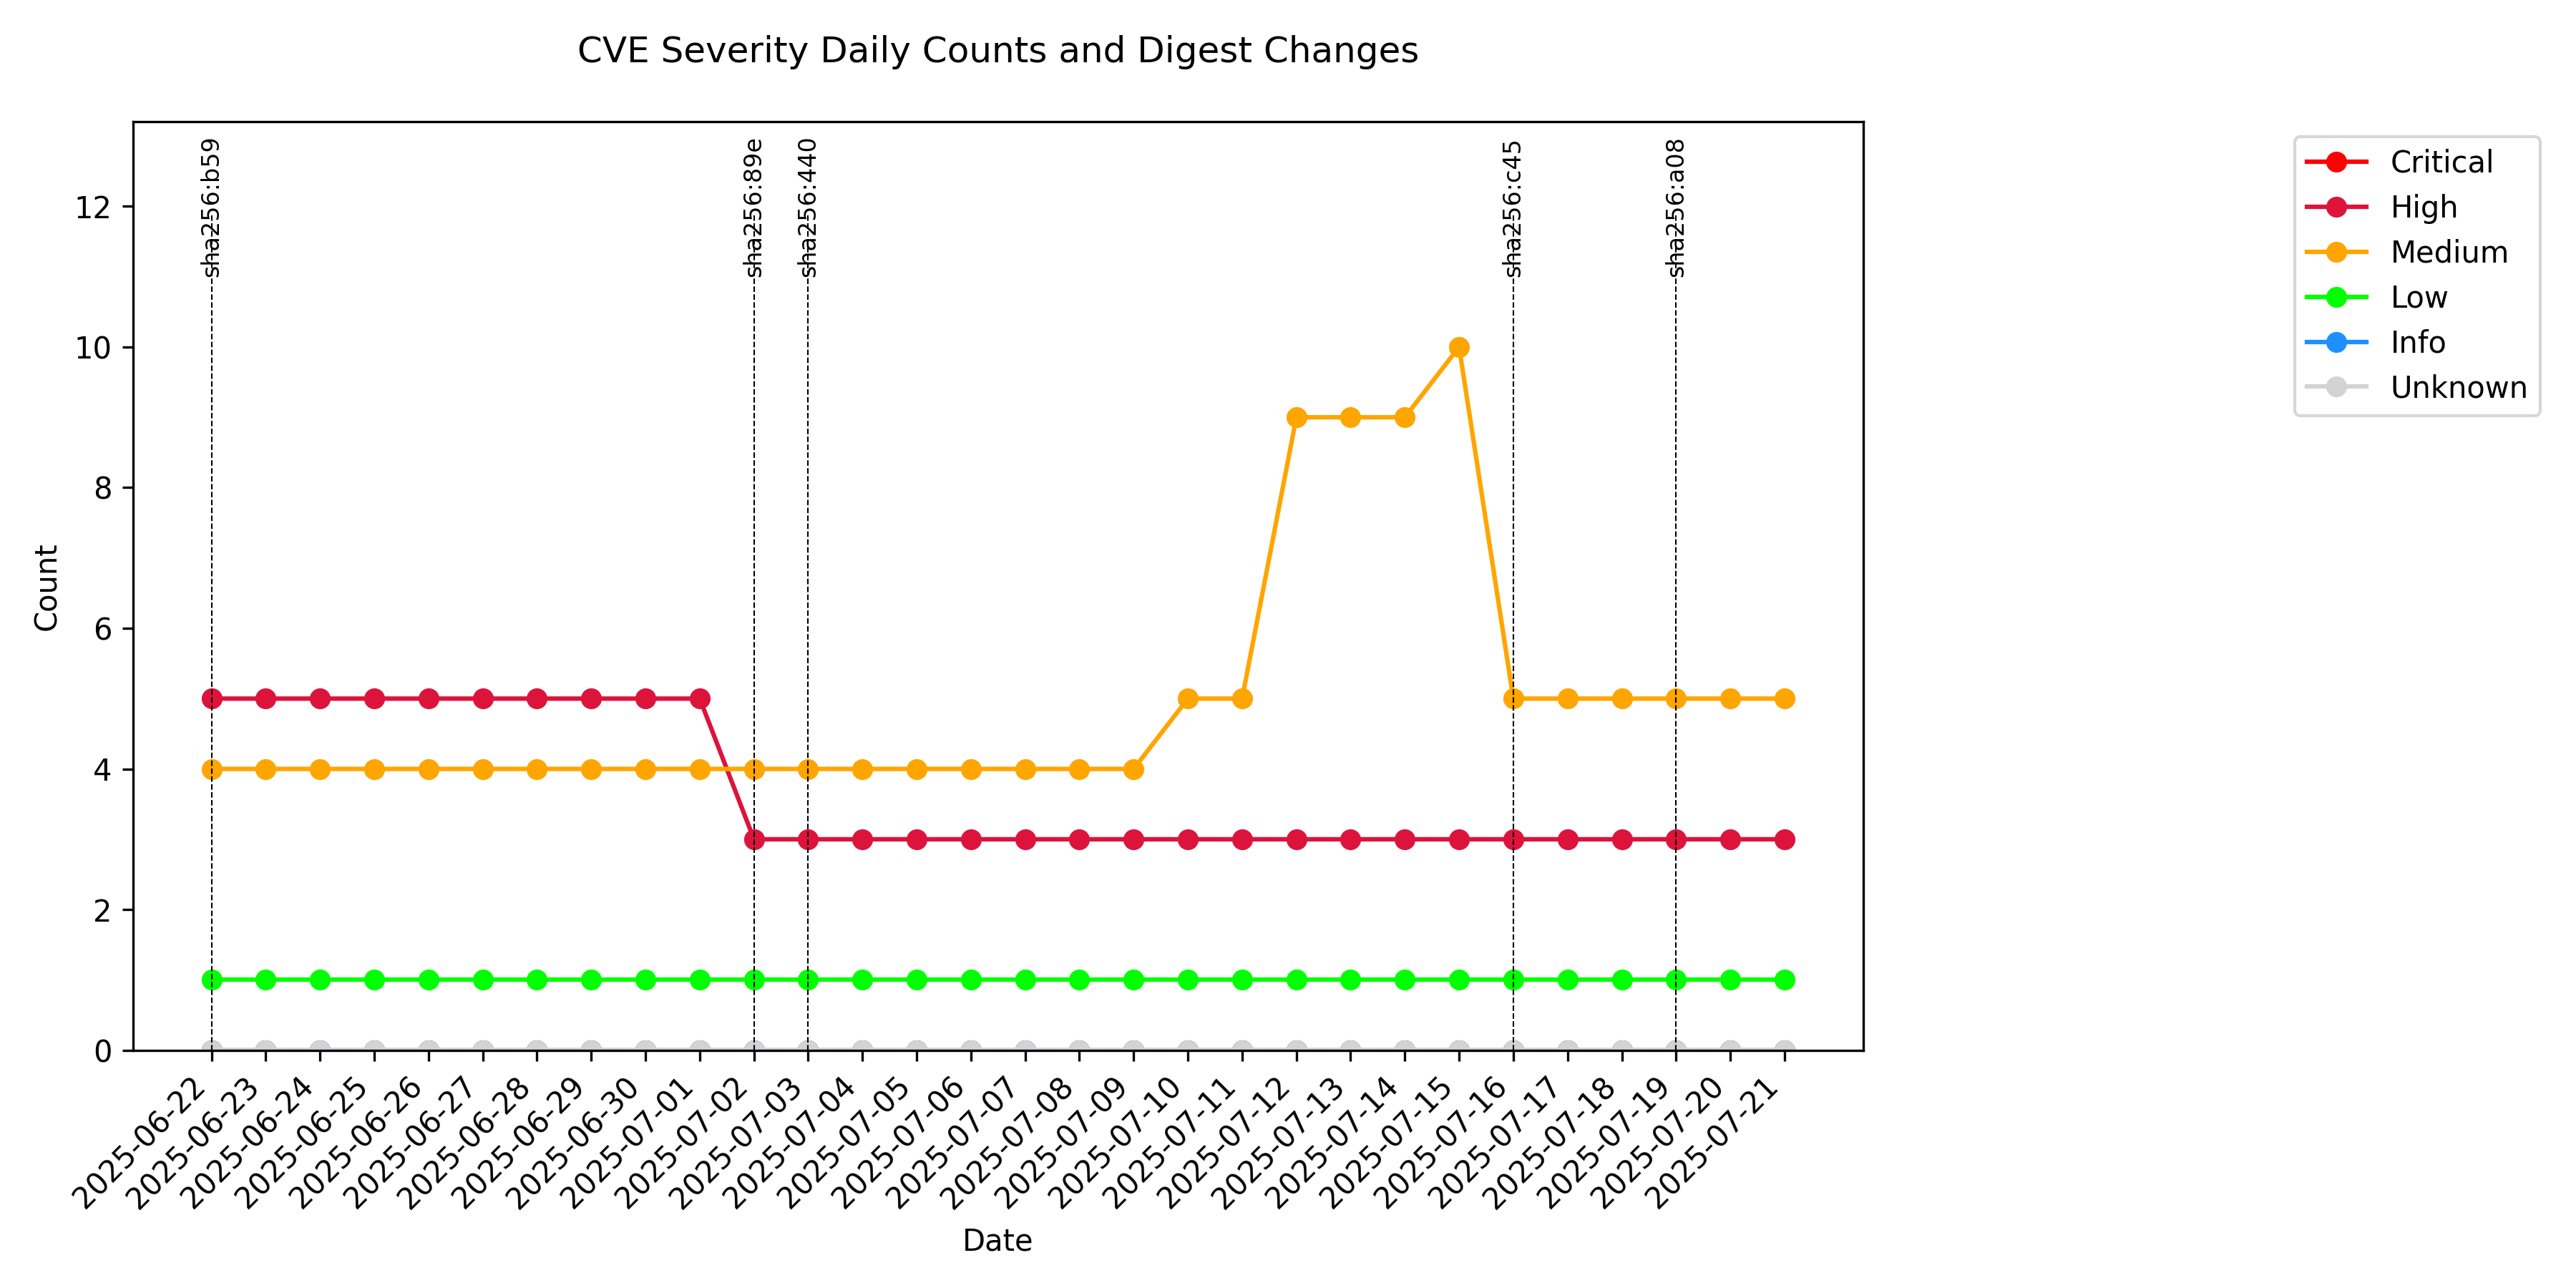 CVE Severity Daily Counts and Digest Changes
sha256:b59
sha256:89e
sha256:440
sha256:c45
sha256:a08
Critical
High
Medium
Low
Info
Unknown
Count
12
10
8
6
4
2
0
2025-06-22
2025-06-23
2025-06-24
2025-06-25
2025-06-26
2025-06-27
2025-06-28
2025-06-29
2025-06-30
2025-07-01
2025-07-02
2025-07-03
2025-07-04
2025-07-05
2025-07-06
2025-07-07
2025-07-08
2025-07-09
2025-07-10
2025-07-11
2025-07-12
2025-07-13
2025-07-14
2025-07-15
2025-07-16
2025-07-17
2025-07-18
2025-07-19
2025-07-20
2025-07-21
Date